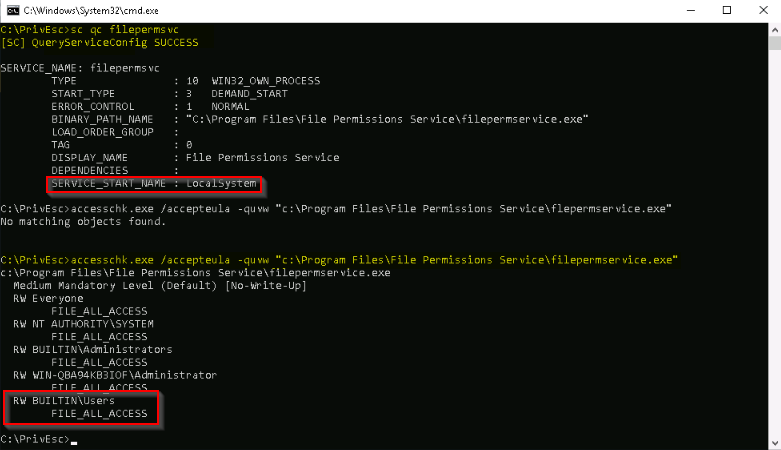 C:\Windows\System32\cmd.exe
C:\PrivEsc>sc qc filepermsvc
[SC] QueryServiceConfig SUCCESS
SERVICE_NAME: filepermsvc
TYPE : 10 WIN32_OWN_PROCESS
START_TYPE : 3 DEMAND_START
ERROR_CONTROL : 1 NORMAL
BINARY_PATH_NAME : "C:\Program Files\File Permissions Service\filepermservice.exe"
LOAD_ORDER_GROUP :
TAG : 0
DISPLAY_NAME : File Permissions Service
DEPENDENCIES :
SERVICE_START_NAME : LocalSystem
C:\PrivEsc>accesschk.exe /accepteula -quvw "c:\Program Files\File Permissions Service\flepermservice.exe"
No matching objects found.
C:\PrivEsc>accesschk.exe /accepteula -quvw "c:\Program Files\File Permissions Service\filepermservice.exe"
c:\Program Files\File Permissions Service\filepermservice.exe
Medium Mandatory Level (Default) [No-Write-Up]
RW Everyone
FILE_ALL_ACCESS
RW NT AUTHORITY\SYSTEM
FILE_ALL_ACCESS
RW BUILTIN\Administrators
FILE_ALL_ACCESS
RW WIN-QBA94KB3IOF\Administrator
FILE_ALL_ACCESS
RW BUILTIN\Users
FILE_ALL_ACCESS
C:\PrivEsc>